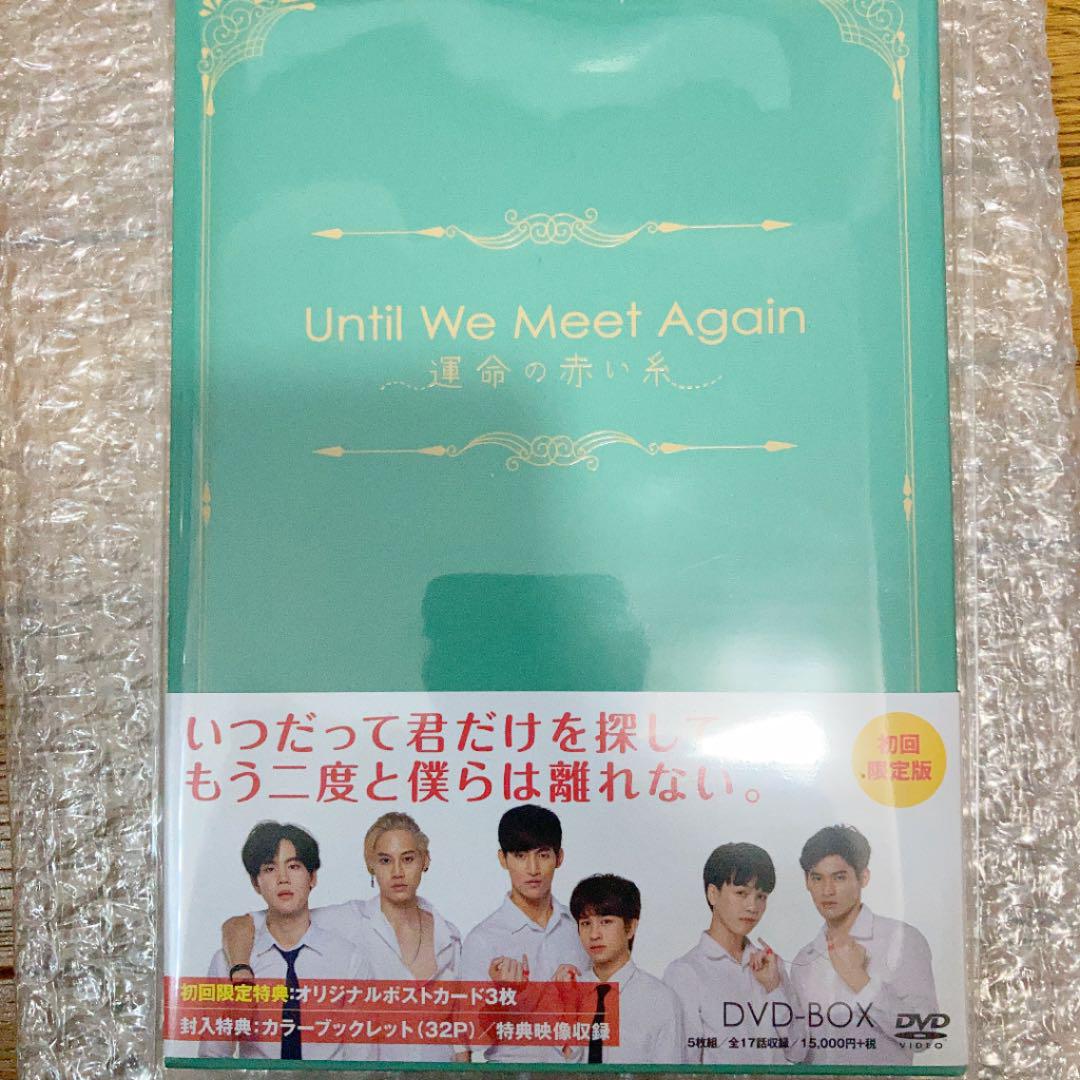 Until We Meet Again
運命の赤い糸
いつだって君だけを探して
もう二度と僕らは離れない。
初回
限定版
初回限定特典:オリジナルポストカード3枚
封入特典:カラーブックレット(32P)/特典映像収録
DVD-BOX
DVD
VIDEO
5枚組/全17話収録/15,000円+税